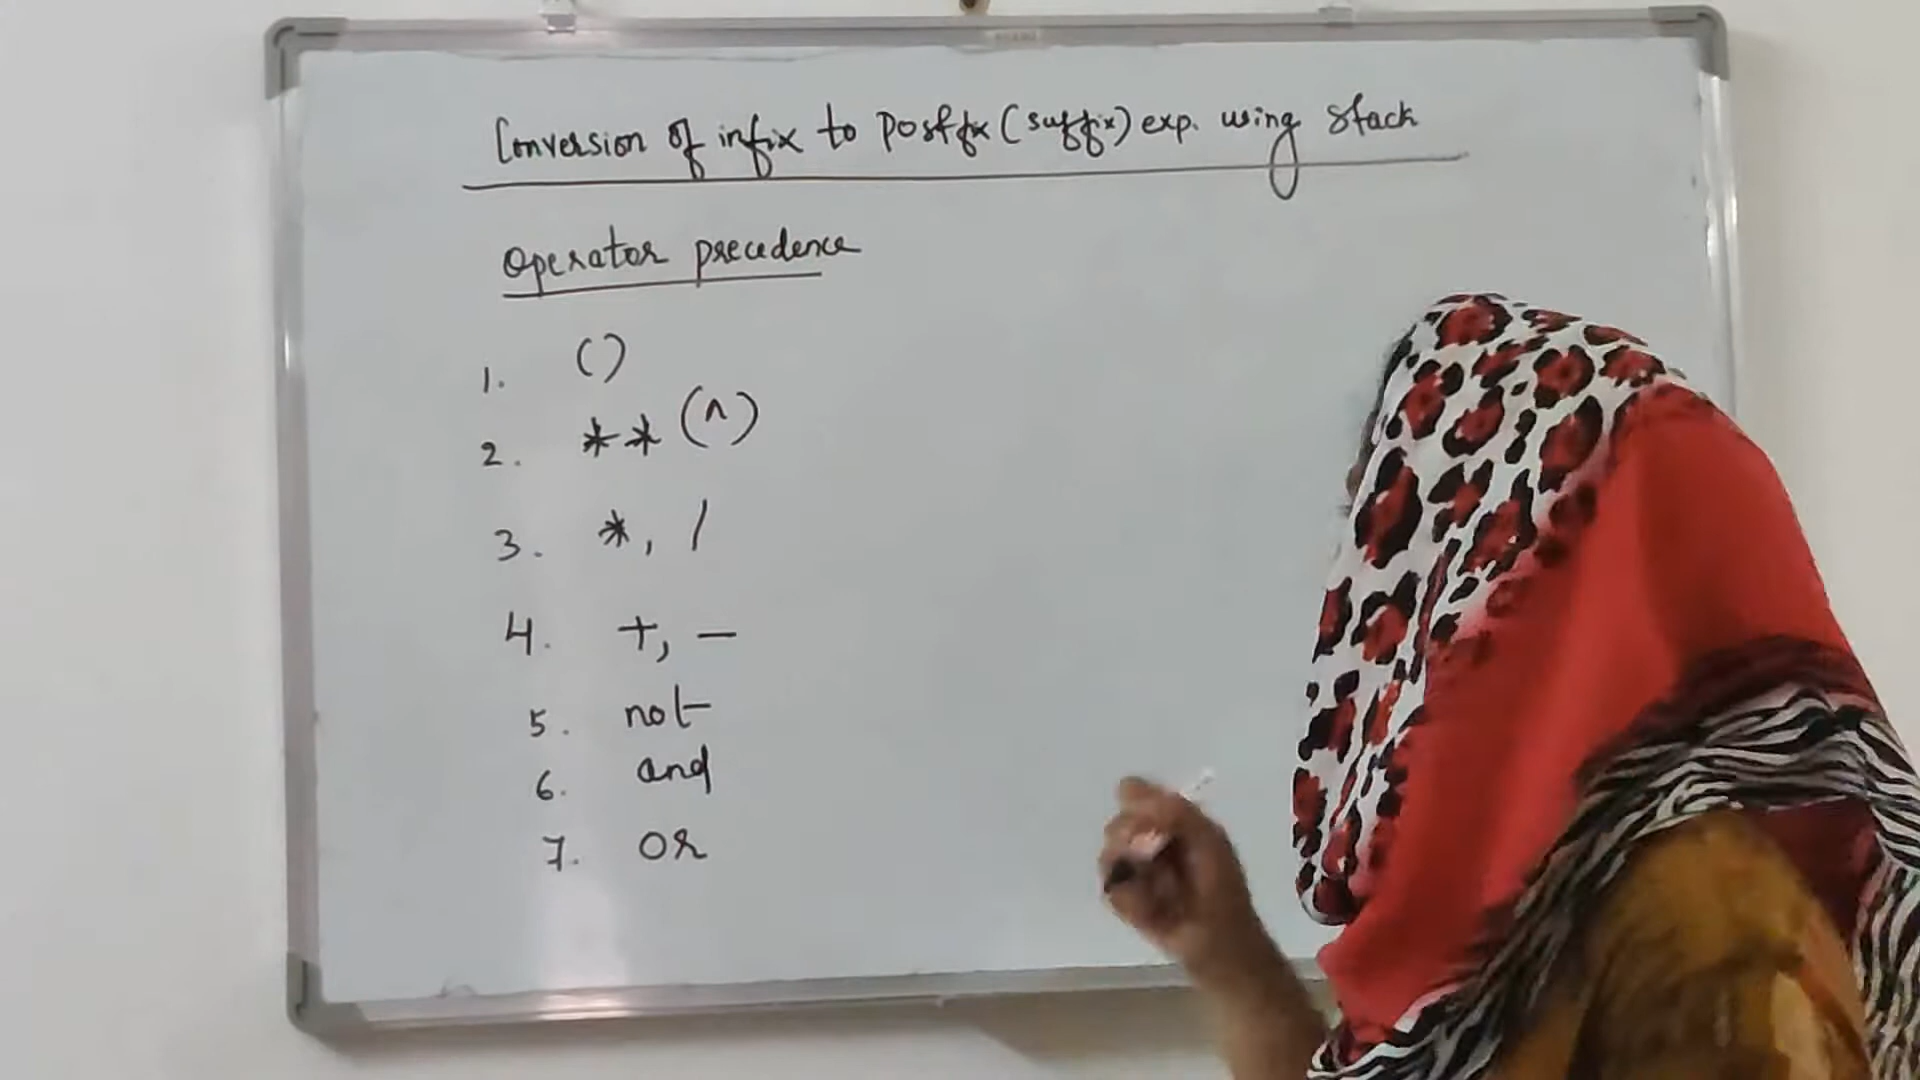 Conversion of infix to postfix (suffix) exp. using stack
Operator precedence
1. ()
2. ** (^)
3. *, /
4. +, -
5. not
6. and
7. or